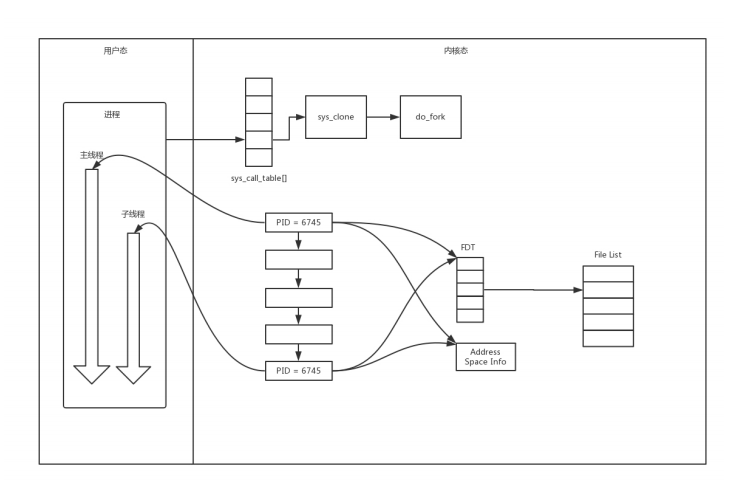 用户态
内核态
进程
主线程
子线程
sys_call_table[]
sys_clone
do_fork
PID = 6745
FDT
File List
Address
Space Info
PID = 6745